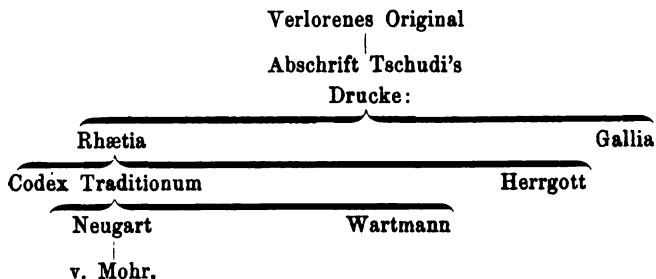 Verlorenes Original
Abschrift Tschudi's
Drucke:
Rhætia Gallia
Codex Traditionum Herrgott
Neugart Wartmann
v. Mohr.